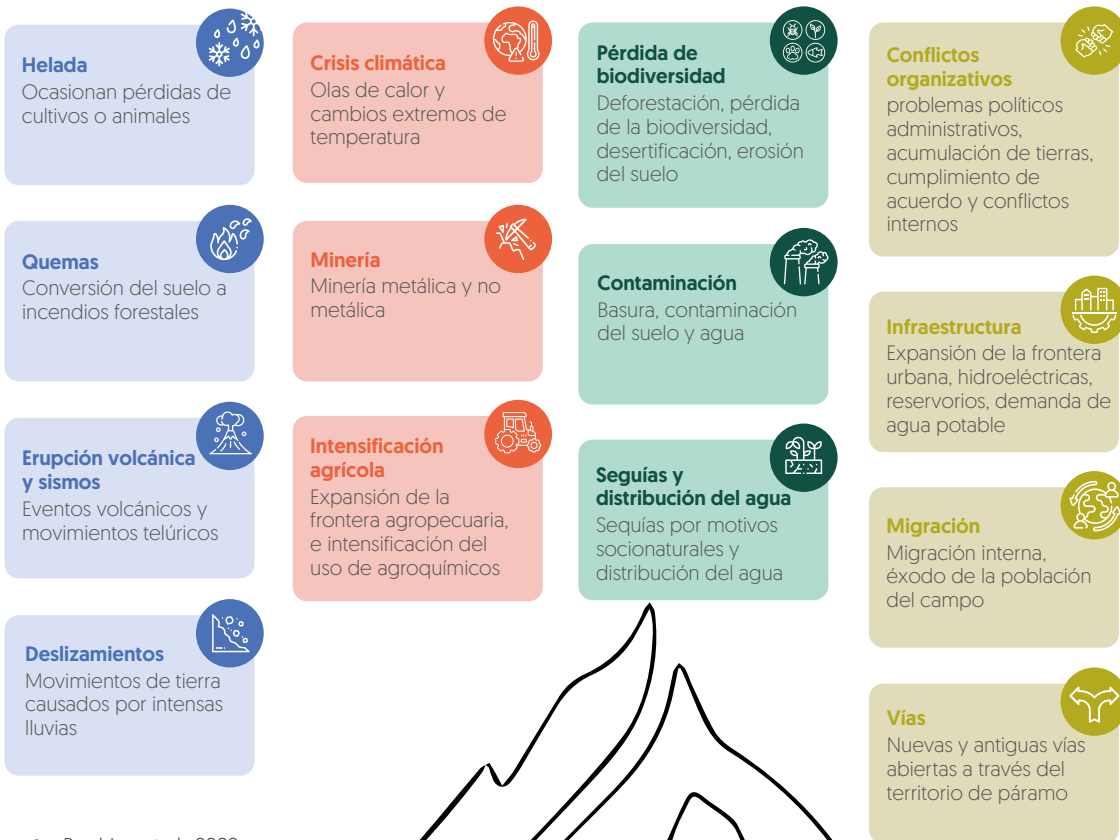 Helada
Ocasionan pérdidas de
cultivos o animales
Quemas
Conversión del suelo a
incendios forestales
Erupción volcánica
y sismos
Eventos volcánicos y
movimientos telúricos
Deslizamientos
Movimientos de tierra
causados por intensas
lluvias
Crisis climática
Olas de calor y
cambios extremos de
temperatura
Minería
Minería metálica y no
metálica
Intensificación
agrícola
Expansión de la
frontera agropecuaria,
e intensificación del
uso de agroquímicos
Pérdida de
biodiversidad
Deforestación, pérdida
de la biodiversidad,
desertificación, erosión
del suelo
Contaminación
Basura, contaminación
del suelo y agua
Seguías y
distribución del agua
Sequías por motivos
socionaturales y
distribución del agua
Conflictos
organizativos
problemas políticos
administrativos,
acumulación de tierras,
cumplimiento de
acuerdo y conflictos
internos
Infraestructura
Expansión de la frontera
urbana, hidroeléctricas,
reservorios, demanda de
agua potable
Migración
Migración interna,
éxodo de la población
del campo
Vías
Nuevas y antiguas vías
abiertas a través del
territorio de páramo